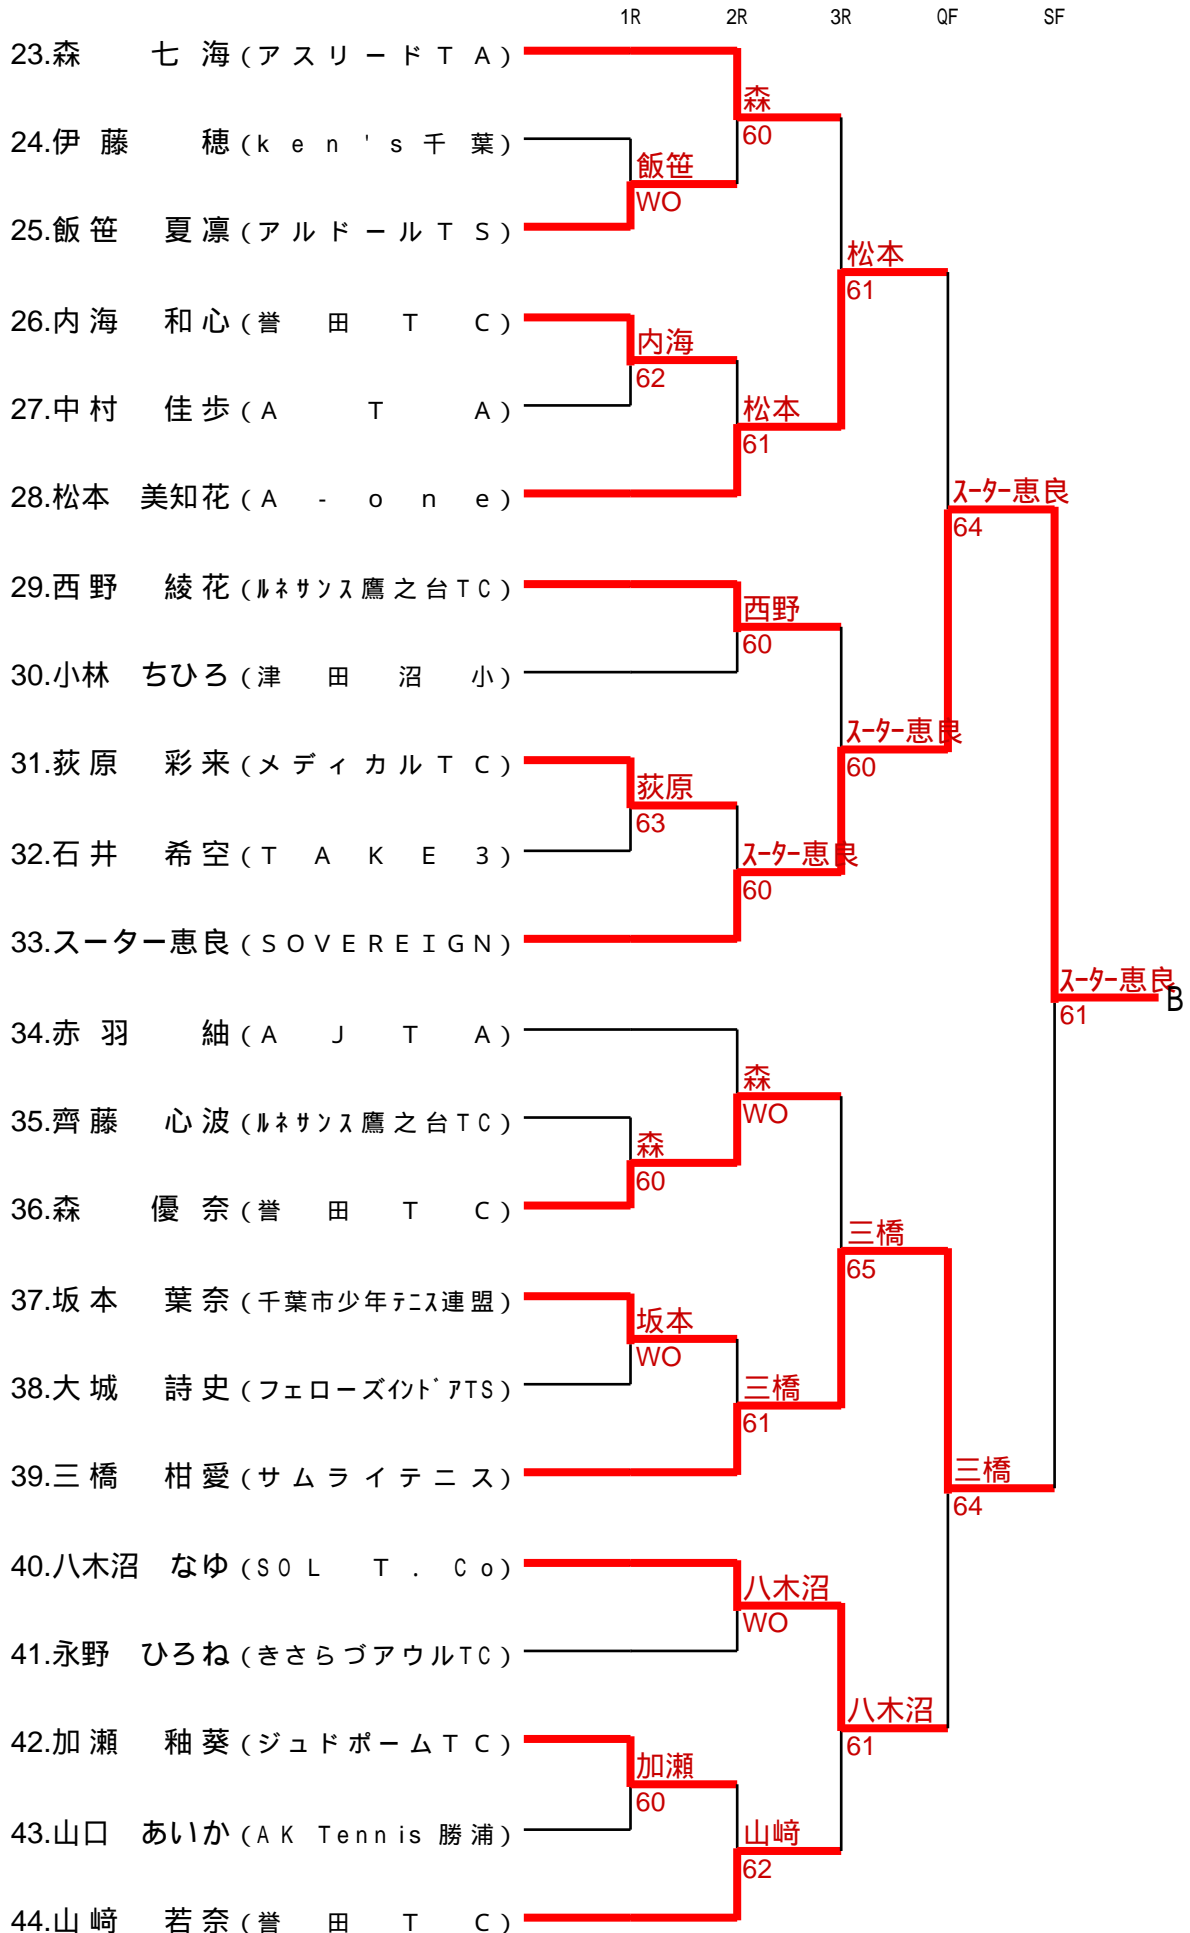 1R 2R 3R QF SF
23.森 七海(アスリードTA)
森
60
24.伊藤 穂(ken's千葉)
飯笹
WO
25.飯笹 夏凛(アルドールTS)
松本
61
26.内海 和心(誉田TC)
内海
62
27.中村 佳歩(ATA)
松本
61
28.松本 美知花(A-one)
スーター恵良
64
29.西野 綾花(ルネサンス鷹之台TC)
西野
60
30.小林 ちひろ(津田沼小)
スーター恵良
60
31.荻原 彩来(メディカルTC)
荻原
63
32.石井 希空(TAKE3)
スーター恵良
60
33.スーター恵良(SOVEREIGN)
スーター恵良 B
61
34.赤羽 紬(AJTA)
森
WO
35.齊藤 心波(ルネサンス鷹之台TC)
森
60
36.森 優奈(誉田TC)
三橋
65
37.坂本 葉奈(千葉市少年テニス連盟)
坂本
WO
38.大城 詩史(フェローズインドアTS)
三橋
61
39.三橋 柑愛(サムライテニス)
三橋
64
40.八木沼 なゆ(SOL T.Co)
八木沼
WO
41.永野 ひろね(きさらづアウルTC)
八木沼
61
42.加瀬 釉葵(ジュドポームTC)
加瀬
60
43.山口 あいか(AK Tennis 勝浦)
山﨑
62
44.山﨑 若奈(誉田TC)